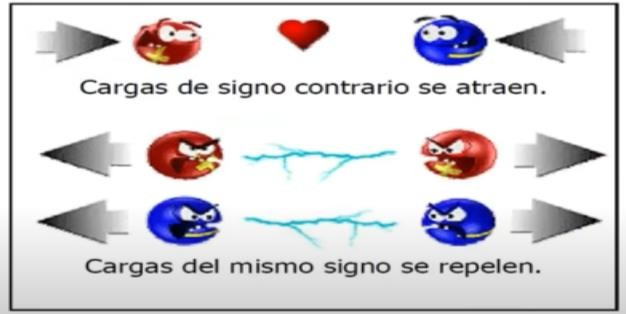 Cargas de signo contrario se atraen.
Cargas del mismo signo se repelen.